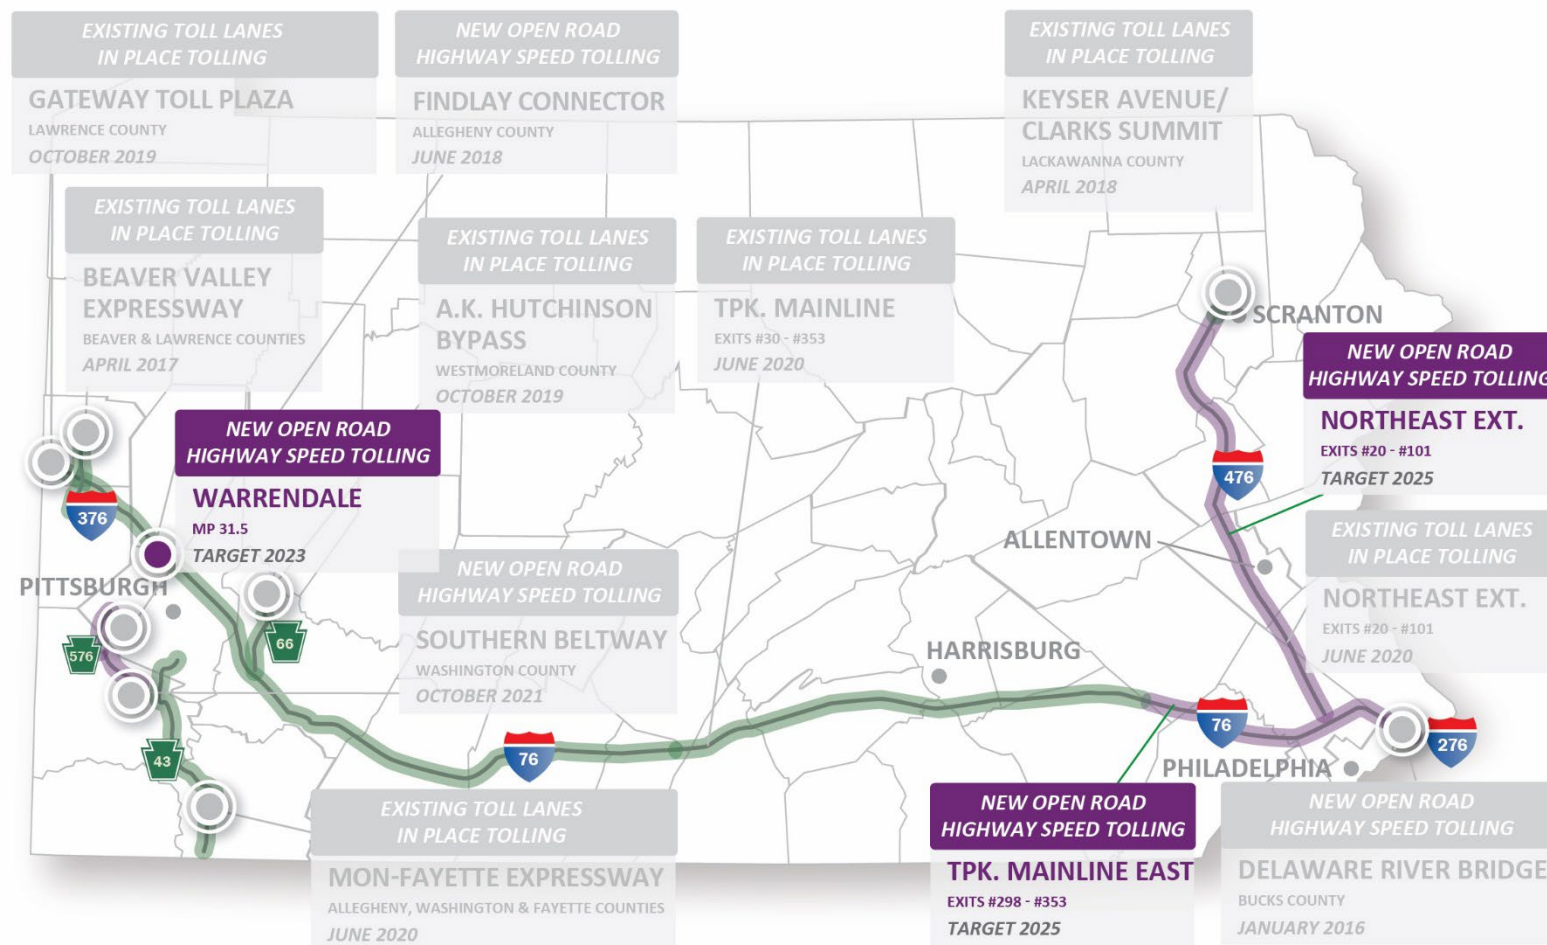 EXISTING TOLL LANES
IN PLACE TOLLING
GATEWAY TOLL PLAZA
LAWRENCE COUNTY
OCTOBER 2019
NEW OPEN ROAD
HIGHWAY SPEED TOLLING
FINDLAY CONNECTOR
ALLEGHENY COUNTY
JUNE 2018
EXISTING TOLL LANES
IN PLACE TOLLING
KEYSER AVENUE/
CLARKS SUMMIT
LACKAWANNA COUNTY
APRIL 2018
EXISTING TOLL LANES
IN PLACE TOLLING
BEAVER VALLEY
EXPRESSWAY
BEAVER & LAWRENCE COUNTIES
APRIL 2017
EXISTING TOLL LANES
IN PLACE TOLLING
A.K. HUTCHINSON
BYPASS
WESTMORELAND COUNTY
OCTOBER 2019
EXISTING TOLL LANES
IN PLACE TOLLING
TPK. MAINLINE
EXITS #30 - #353
JUNE 2020
SCRANTON
NEW OPEN ROAD
HIGHWAY SPEED TOLLING
NORTHEAST EXT.
EXITS #20 - #101
TARGET 2025
NEW OPEN ROAD
HIGHWAY SPEED TOLLING
WARRENDALE
MP 31.5
TARGET 2023
376
476
ALLENTOWN
EXISTING TOLL LANES
IN PLACE TOLLING
NORTHEAST EXT.
EXITS #20 - #101
JUNE 2020
PITTSBURGH
576
66
43
NEW OPEN ROAD
HIGHWAY SPEED TOLLING
SOUTHERN BELTWAY
WASHINGTON COUNTY
OCTOBER 2021
HARRISBURG
76
76
276
PHILADELPHIA
EXISTING TOLL LANES
IN PLACE TOLLING
MON-FAYETTE EXPRESSWAY
ALLEGHENY, WASHINGTON & FAYETTE COUNTIES
JUNE 2020
NEW OPEN ROAD
HIGHWAY SPEED TOLLING
TPK. MAINLINE EAST
EXITS #298 - #353
TARGET 2025
NEW OPEN ROAD
HIGHWAY SPEED TOLLING
DELAWARE RIVER BRIDGE
BUCKS COUNTY
JANUARY 2016